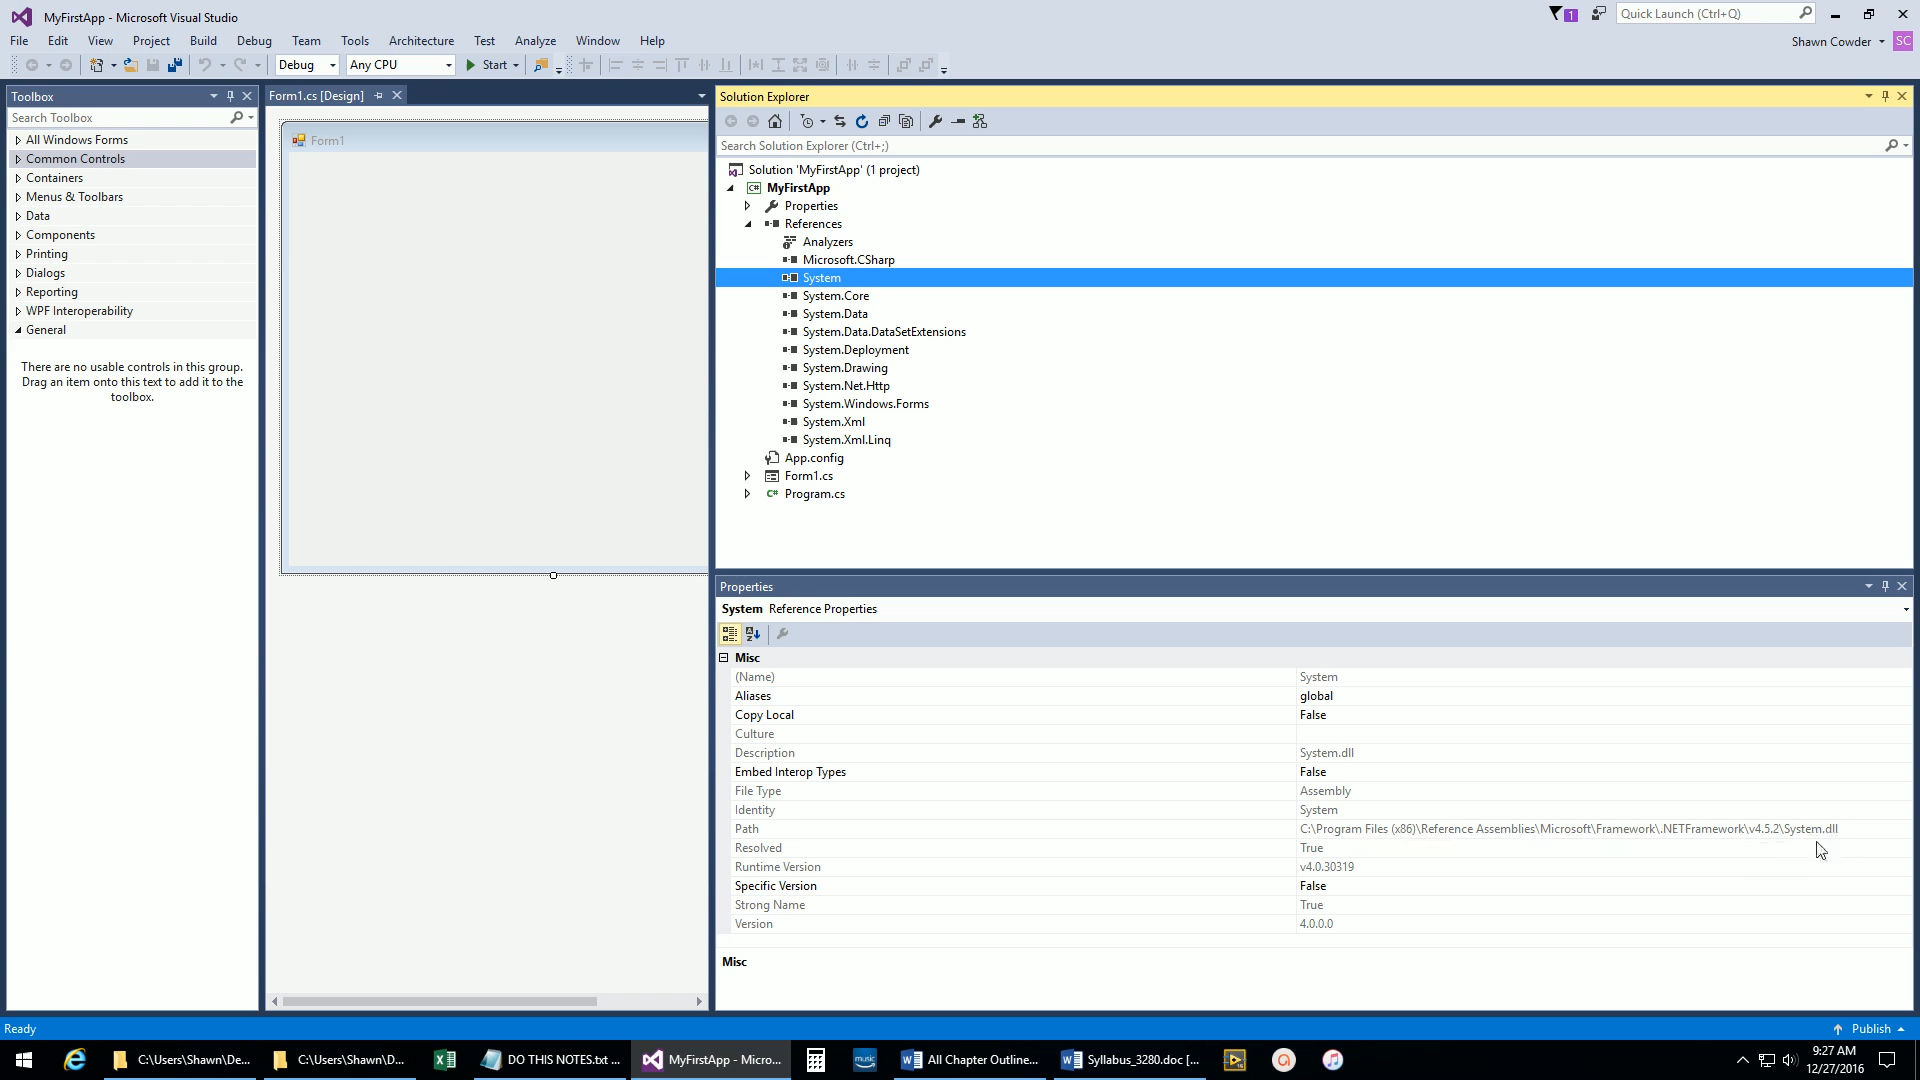 MyFirstApp - Microsoft Visual Studio
1
Quick Launch (Ctrl+Q)
File Edit View Project Build Debug Team Tools Architecture Test Analyze Window Help
Shawn Cowder SC
Debug Any CPU Start
Toolbox
Search Toolbox
All Windows Forms
Common Controls
Containers
Menus & Toolbars
Data
Components
Printing
Dialogs
Reporting
WPF Interoperability
General
There are no usable controls in this group.
Drag an item onto this text to add it to the
toolbox.
Form1.cs [Design]
Form1
Solution Explorer
Search Solution Explorer (Ctrl+;)
Solution 'MyFirstApp' (1 project)
C# MyFirstApp
Properties
References
Analyzers
Microsoft.CSharp
System
System.Core
System.Data
System.Data.DataSetExtensions
System.Deployment
System.Drawing
System.Net.Http
System.Windows.Forms
System.Xml
System.Xml.Linq
App.config
Form1.cs
C# Program.cs
Properties
System Reference Properties
Misc
(Name) System
Aliases global
Copy Local False
Culture
Description System.dll
Embed Interop Types False
File Type Assembly
Identity System
Path C:\Program Files (x86)\Reference Assemblies\Microsoft\Framework\.NETFramework\v4.5.2\System.dll
Resolved True
Runtime Version v4.0.30319
Specific Version False
Strong Name True
Version 4.0.0.0
Misc
Ready
Publish
C:\Users\Shawn\De... C:\Users\Shawn\D... DO THIS NOTES.txt ... MyFirstApp - Micro... music All Chapter Outline... Syllabus_3280.doc [...
9:27 AM
12/27/2016